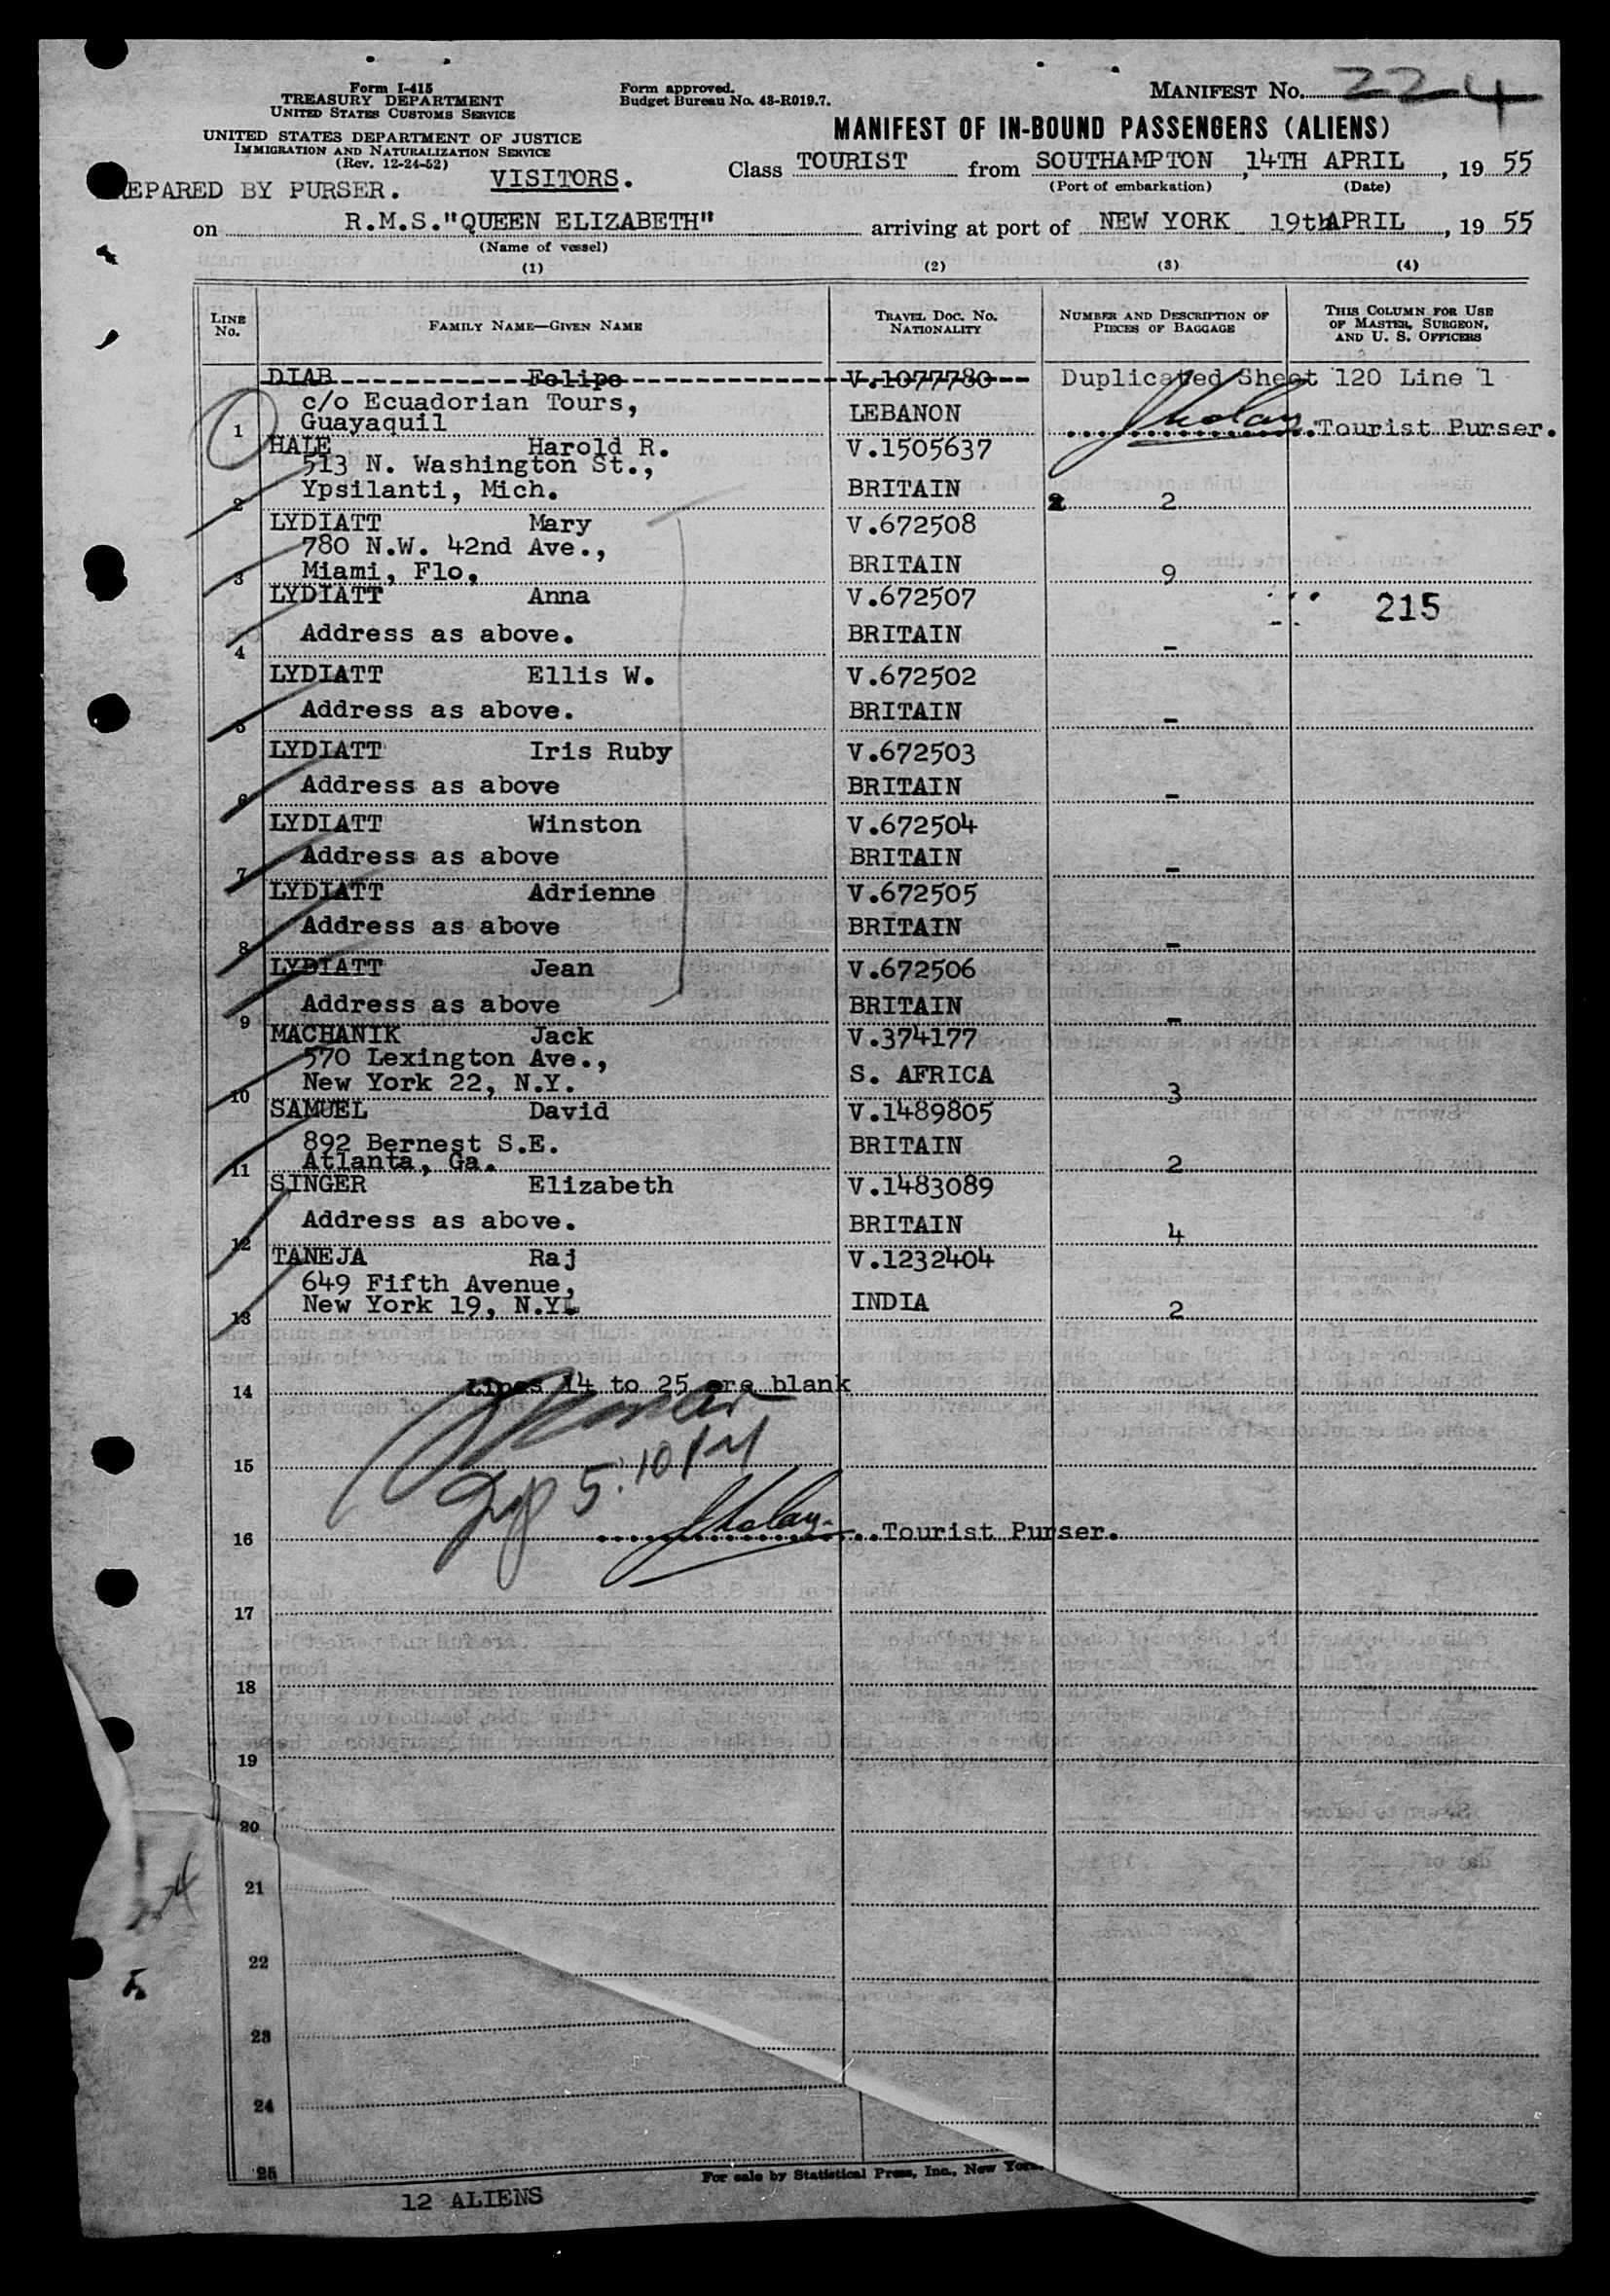 Form I-415
TREASURY DEPARTMENT
UNITED STATES CUSTOMS SERVICE
UNITED STATES DEPARTMENT OF JUSTICE
IMMIGRATION AND NATURALIZATION SERVICE
(Rev. 12-24-52)
Form approved.
Budget Bureau No. 43-R019.7.
MANIFEST No. 224
MANIFEST OF IN-BOUND PASSENGERS (ALIENS)
EPARED BY PURSER. VISITORS.
Class TOURIST from SOUTHAMPTON, 14TH APRIL, 19 55
(Port of embarkation) (Date)
on R.M.S."QUEEN ELIZABETH" arriving at port of NEW YORK 19th APRIL, 19 55
(Name of vessel)
(1) (2) (3) (4)
LINE No. FAMILY NAME—GIVEN NAME TRAVEL DOC. No. NATIONALITY NUMBER AND DESCRIPTION OF PIECES OF BAGGAGE THIS COLUMN FOR USE OF MASTER, SURGEON, AND U. S. OFFICERS
DIAB Felipe V.1077780 Duplicated Sheet 120 Line 1
c/o Ecuadorian Tours,
1 Guayaquil LEBANON Tourist Purser.
HALE Harold R. V.1505637
513 N. Washington St.,
2 Ypsilanti, Mich. BRITAIN 2
LYDIATT Mary V.672508
780 N.W. 42nd Ave.,
3 Miami, Flo, BRITAIN 9
LYDIATT Anna V.672507 215
4 Address as above. BRITAIN -
LYDIATT Ellis W. V.672502
5 Address as above. BRITAIN -
LYDIATT Iris Ruby V.672503
6 Address as above BRITAIN -
LYDIATT Winston V.672504
7 Address as above BRITAIN -
LYDIATT Adrienne V.672505
8 Address as above BRITAIN -
LYDIATT Jean V.672506
9 Address as above BRITAIN -
MACHANIK Jack V.374177
570 Lexington Ave.,
10 New York 22, N.Y. S. AFRICA 3
SAMUEL David V.1489805
892 Bernest S.E. BRITAIN
11 Atlanta, Ga. 2
SINGER Elizabeth V.1483089
12 Address as above. BRITAIN 4
TANEJA Raj V.1232404
649 Fifth Avenue,
13 New York 19, N.Y. INDIA 2
14 Lines 14 to 25 are blank
15
16 Tourist Purser.
17
18
19
20
21
22
23
24
25
For sale by Statistical Press, Inc., New York.
12 ALIENS